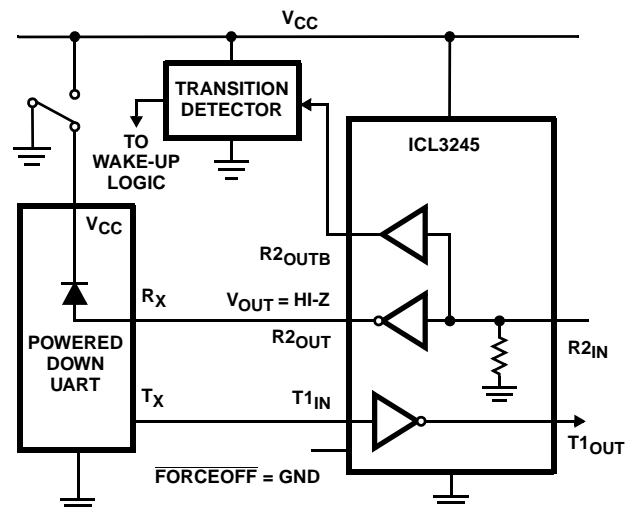 VCC
TRANSITION
DETECTOR
TO
WAKE-UP
LOGIC
ICL3245
VCC
R2OUTB
RX
VOUT = HI-Z
R2OUT
R2IN
POWERED
DOWN
UART
TX
T1IN
T1OUT
FORCEOFF = GND